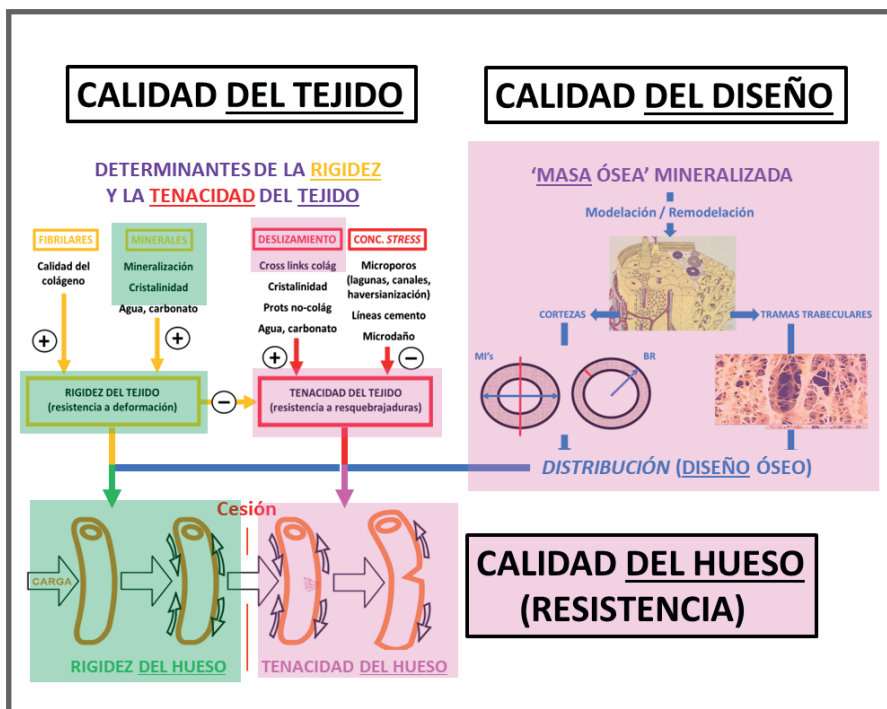 CALIDAD DEL TEJIDO
DETERMINANTES DE LA RIGIDEZ
Y LA TENACIDAD DEL TEJIDO
FIBRILARES
Calidad del
colágeno
MINERALES
Mineralización
Cristalinidad
Agua, carbonato
DESLIZAMIENTO
Cross links colág
Cristalinidad
Prots no-colág
Agua, carbonato
CONC. STRESS
Microporos
(lagunas, canales,
haversianización)
Líneas cemento
Microdaño
+
+
+
−
RIGIDEZ DEL TEJIDO
(resistencia a deformación)
−
TENACIDAD DEL TEJIDO
(resistencia a resquebrajaduras)
CALIDAD DEL DISEÑO
‘MASA ÓSEA’ MINERALIZADA
Modelación / Remodelación
CORTEZAS
TRAMAS TRABECULARES
MI's
BR
DISTRIBUCIÓN (DISEÑO ÓSEO)
Cesión
CARGA
RIGIDEZ DEL HUESO
TENACIDAD DEL HUESO
CALIDAD DEL HUESO
(RESISTENCIA)